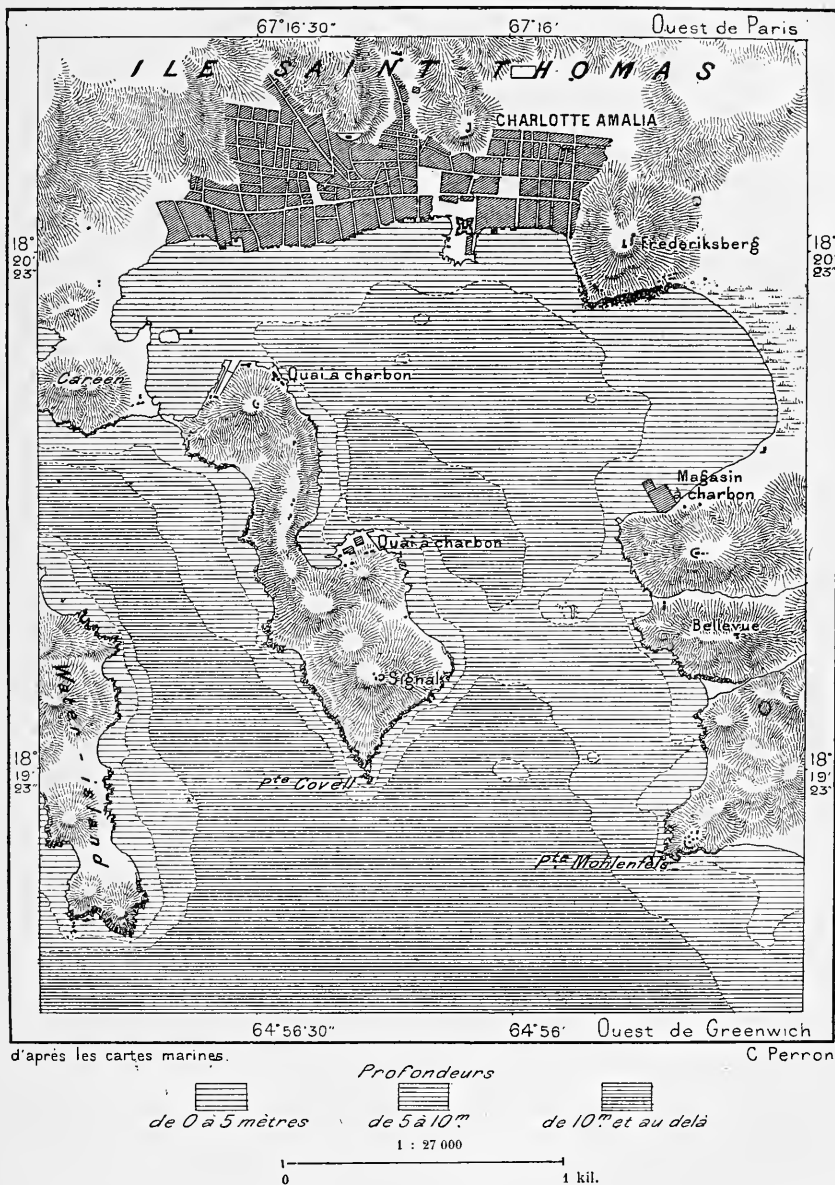 67° 16' 30"
67° 16'
Ouest de Paris
ILE SAINT-THOMAS
CHARLOTTE AMALIA
Frederiksberg
18°
20'
23"
18°
20'
23"
Careen
Quai à charbon
Magasin
à charbon
Quai à charbon
Bellevue
Signal
Water-island
18°
19'
23"
18°
19'
23"
pte Covell
pte Mohlenfels
64° 56' 30"
64° 56'
Ouest de Greenwich
d'après les cartes marines.
C Perron
Profondeurs
de 0 à 5 mètres
de 5 à 10m
de 10m et au delà
1 : 27 000
0
1 kil.